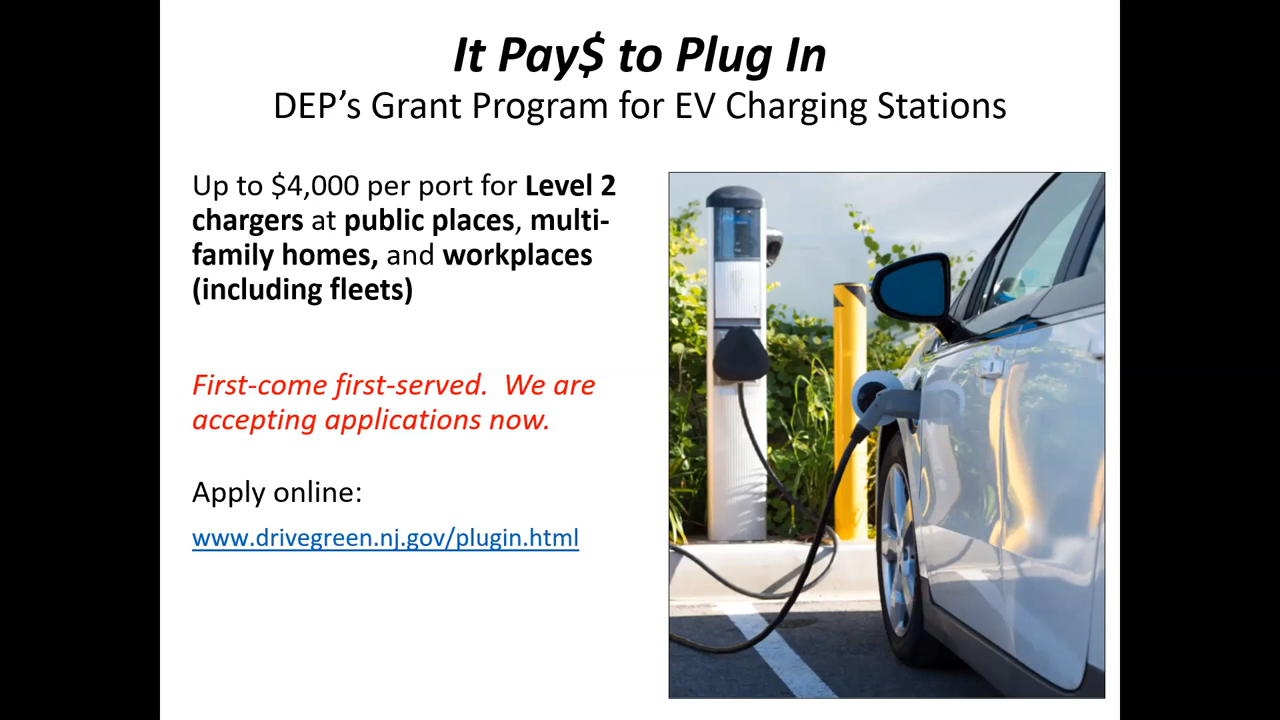 It Pay$ to Plug In
DEP’s Grant Program for EV Charging Stations
Up to $4,000 per port for Level 2
chargers at public places, multi-
family homes, and workplaces
(including fleets)
First-come first-served.  We are
accepting applications now.
Apply online:
www.drivegreen.nj.gov/plugin.html